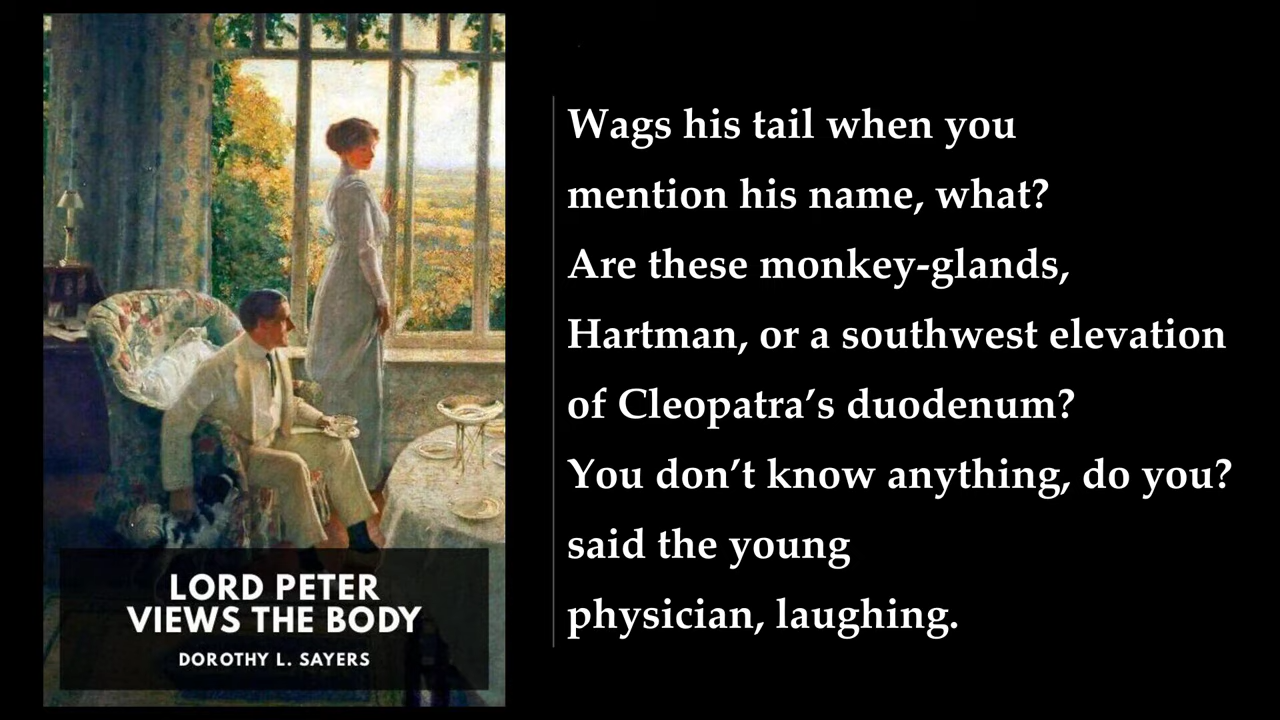 LORD PETER
VIEWS THE BODY
DOROTHY L. SAYERS
Wags his tail when you
mention his name, what?
Are these monkey-glands,
Hartman, or a southwest elevation
of Cleopatra’s duodenum?
You don’t know anything, do you?
said the young
physician, laughing.